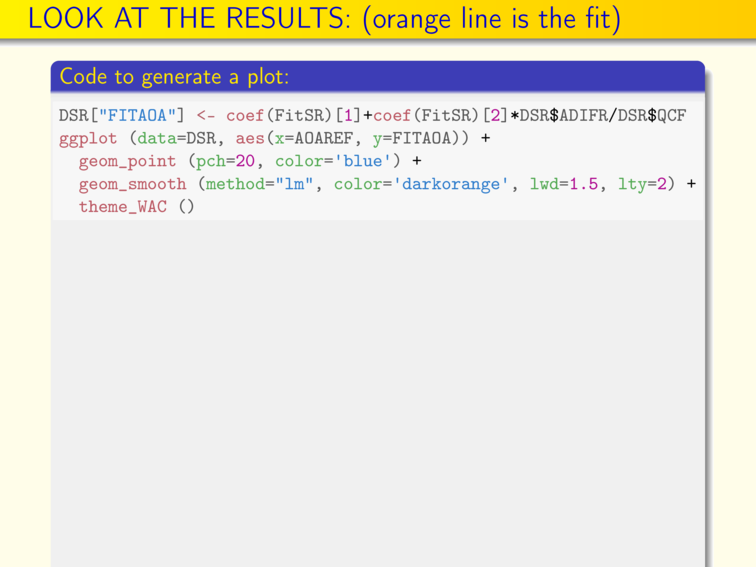 LOOK AT THE RESULTS: (orange line is the fit)
Code to generate a plot:
DSR["FITAOA"] <- coef(FitSR)[1]+coef(FitSR)[2]*DSR$ADIFR/DSR$QCF
ggplot (data=DSR, aes(x=AOAREF, y=FITAOA)) +
  geom_point (pch=20, color='blue') +
  geom_smooth (method="lm", color='darkorange', lwd=1.5, lty=2) +
  theme_WAC ()